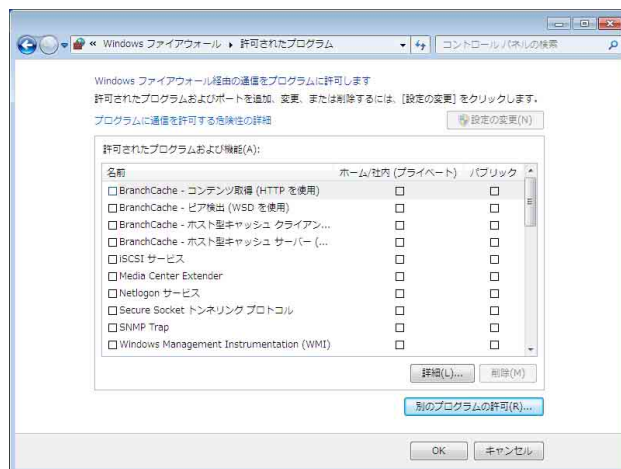 « Windows ファイアウォール ▸ 許可されたプログラム
コントロール パネルの検索
Windows ファイアウォール経由の通信をプログラムに許可します
許可されたプログラムおよびポートを追加、変更、または削除するには、[設定の変更] をクリックします。
プログラムに通信を許可する危険性の詳細
設定の変更(N)
許可されたプログラムおよび機能(A):
名前 ホーム/社内 (プライベート) パブリック
BranchCache - コンテンツ取得 (HTTP を使用)
BranchCache - ピア検出 (WSD を使用)
BranchCache - ホスト型キャッシュ クライアン...
BranchCache - ホスト型キャッシュ サーバー (...
iSCSI サービス
Media Center Extender
Netlogon サービス
Secure Socket トンネリング プロトコル
SNMP Trap
Windows Management Instrumentation (WMI)
詳細(L)... 削除(M)
別のプログラムの許可(R)...
OK キャンセル